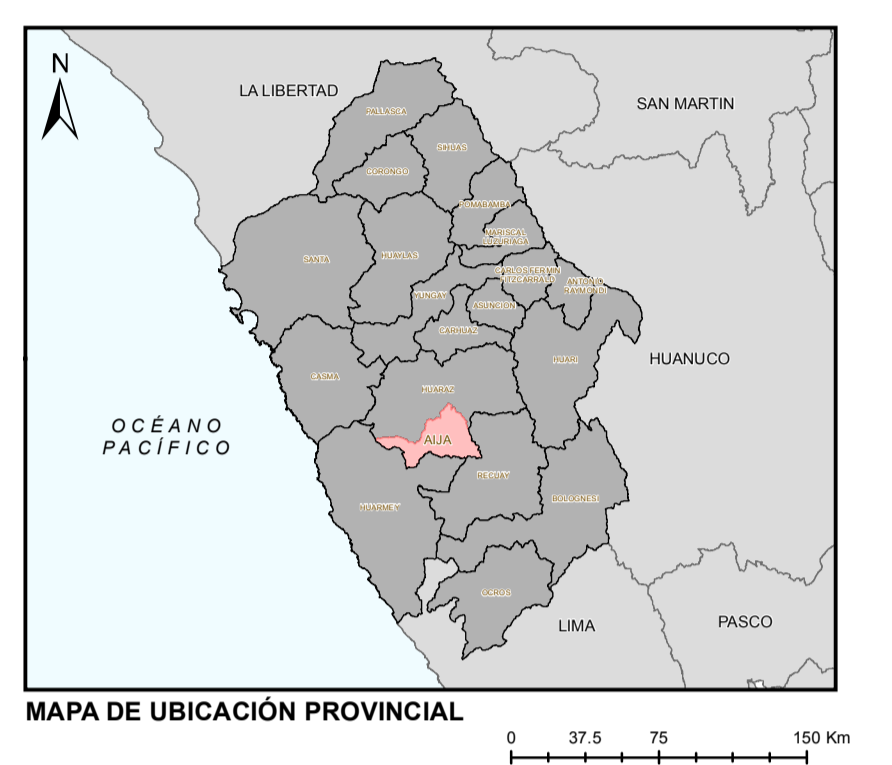 N
LA LIBERTAD
SAN MARTIN
PALLASCA
SIHUAS
CORONGO
POMABAMBA
MARISCAL
LUZURIAGA
SANTA
HUAYLAS
CARLOS FERMIN
FITZCARRALD
ANTONIO
RAYMONDI
YUNGAY
ASUNCION
CARHUAZ
HUARI
HUANUCO
CASMA
HUARAZ
OCÉANO
PACÍFICO
AIJA
RECUAY
BOLOGNESI
HUARMEY
OCROS
LIMA
PASCO
MAPA DE UBICACIÓN PROVINCIAL
0 37.5 75 150 Km